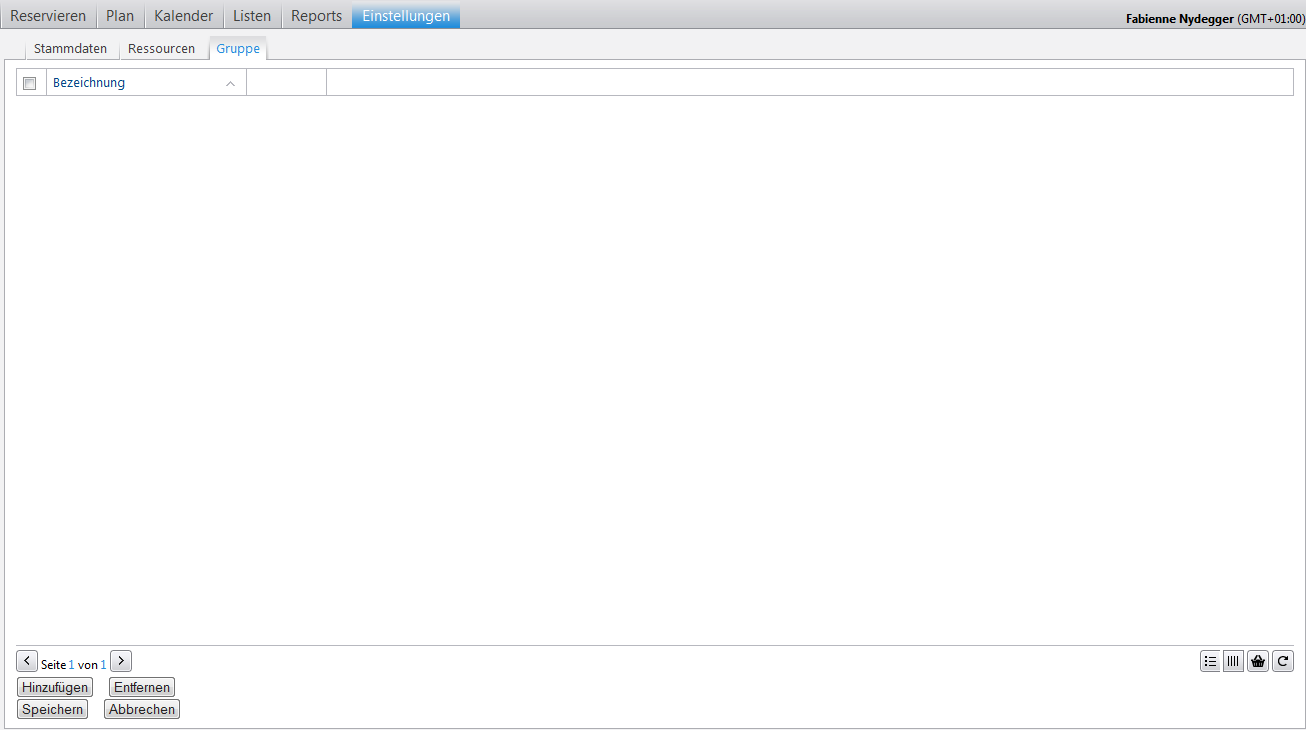 Reservieren Plan Kalender Listen Reports Einstellungen Fabienne Nydegger (GMT+01:00)
Stammdaten Ressourcen Gruppe
Bezeichnung
Seite 1 von 1
Hinzufügen Entfernen
Speichern Abbrechen